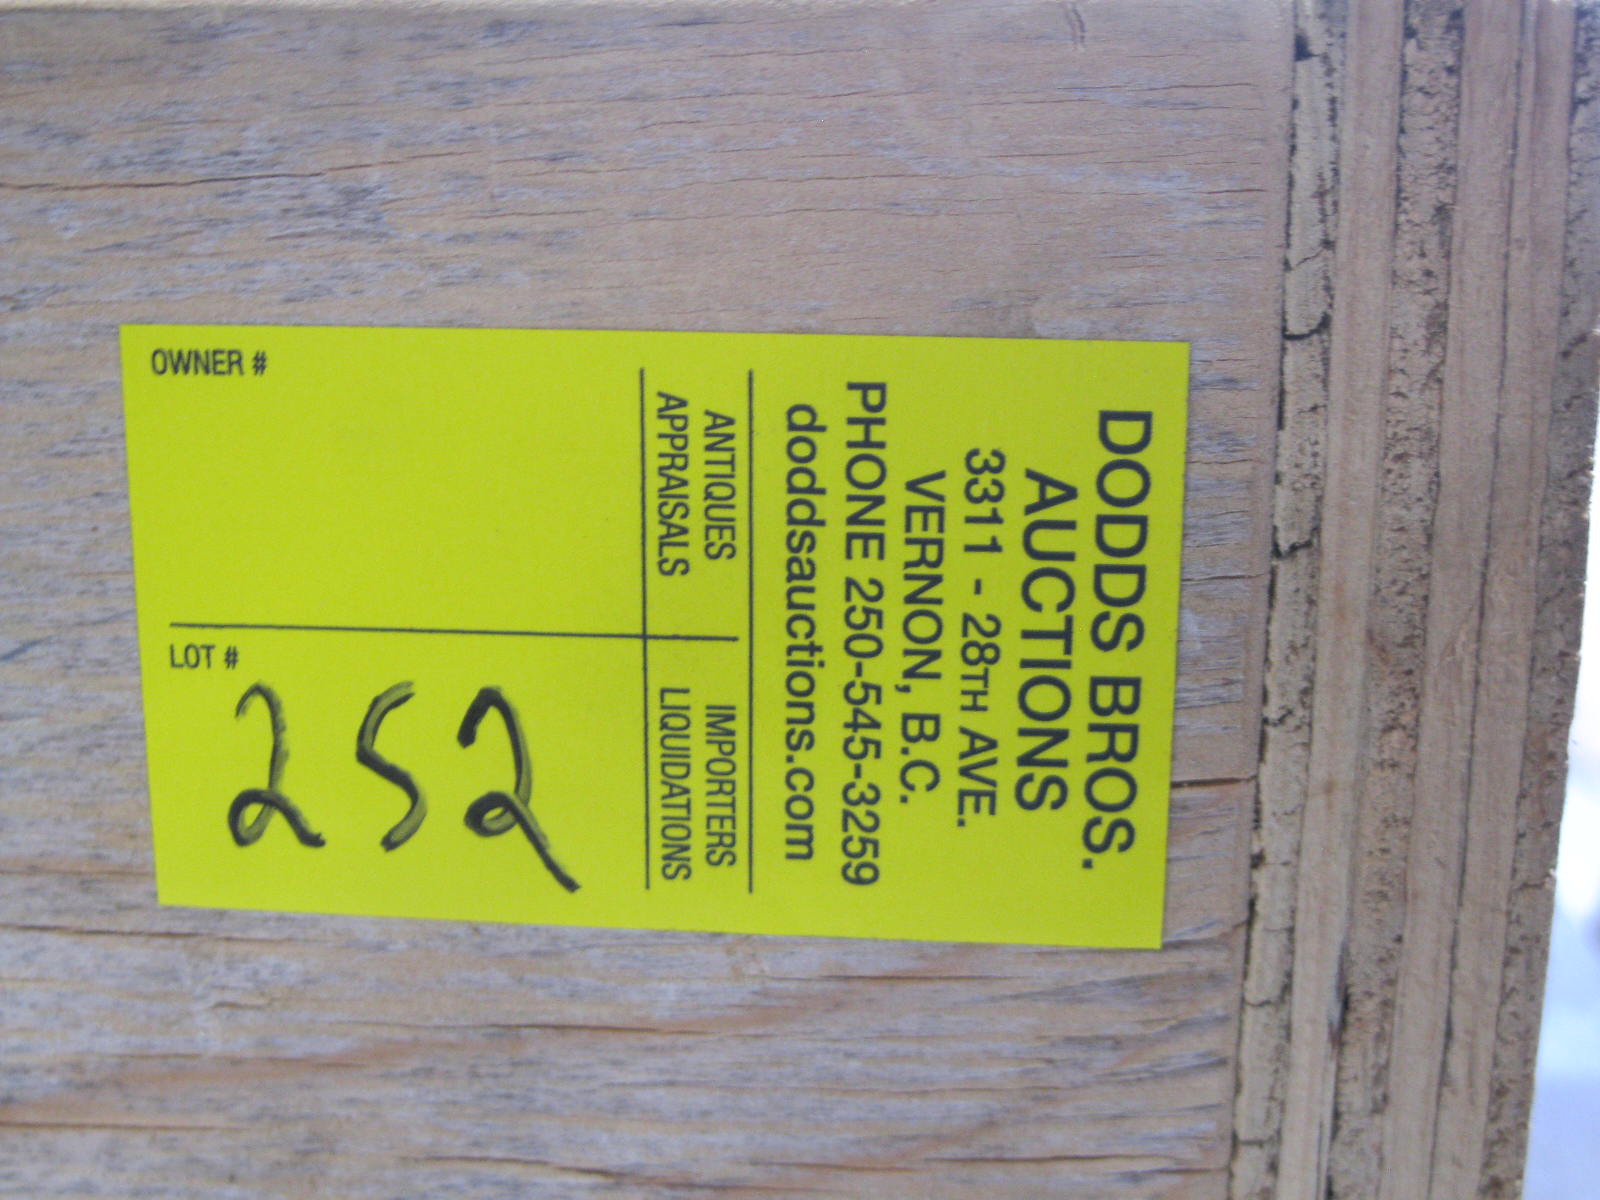 DODDS BROS.
AUCTIONS
3311 - 28TH AVE.
VERNON, B.C.
PHONE 250-545-3259
doddsauctions.com
ANTIQUES IMPORTERS
APPRAISALS LIQUIDATIONS
OWNER #
LOT #
252